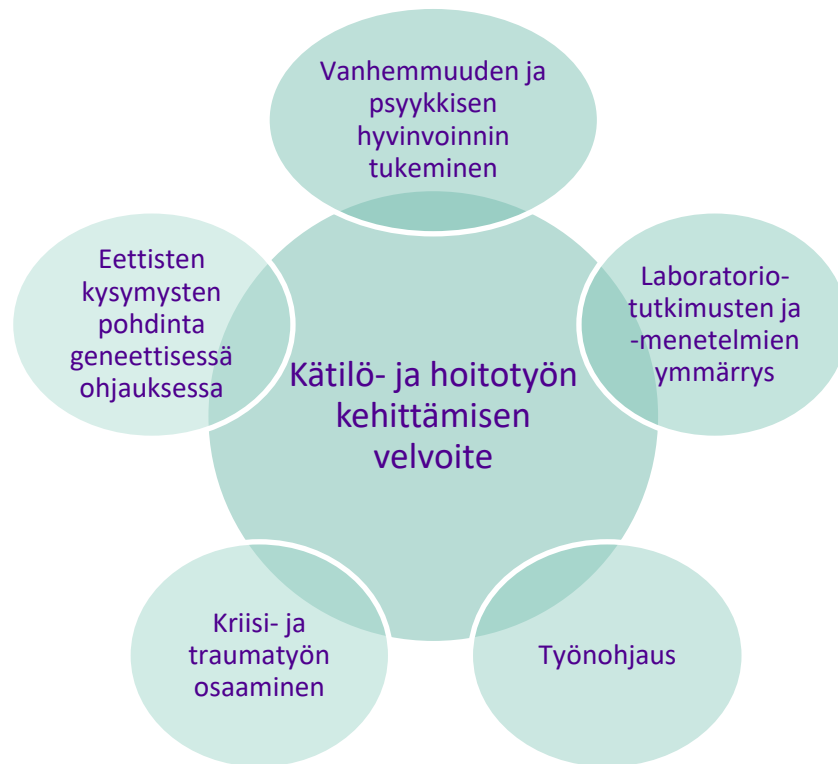 Vanhemmuuden ja
psyykkisen
hyvinvoinnin
tukeminen
Eettisten
kysymysten
pohdinta
geneettisessä
ohjauksessa
Laboratorio-
tutkimusten ja
-menetelmien
ymmärrys
Kätilö- ja hoitotyön
kehittämisen
velvoite
Kriisi- ja
traumatyön
osaaminen
Työnohjaus